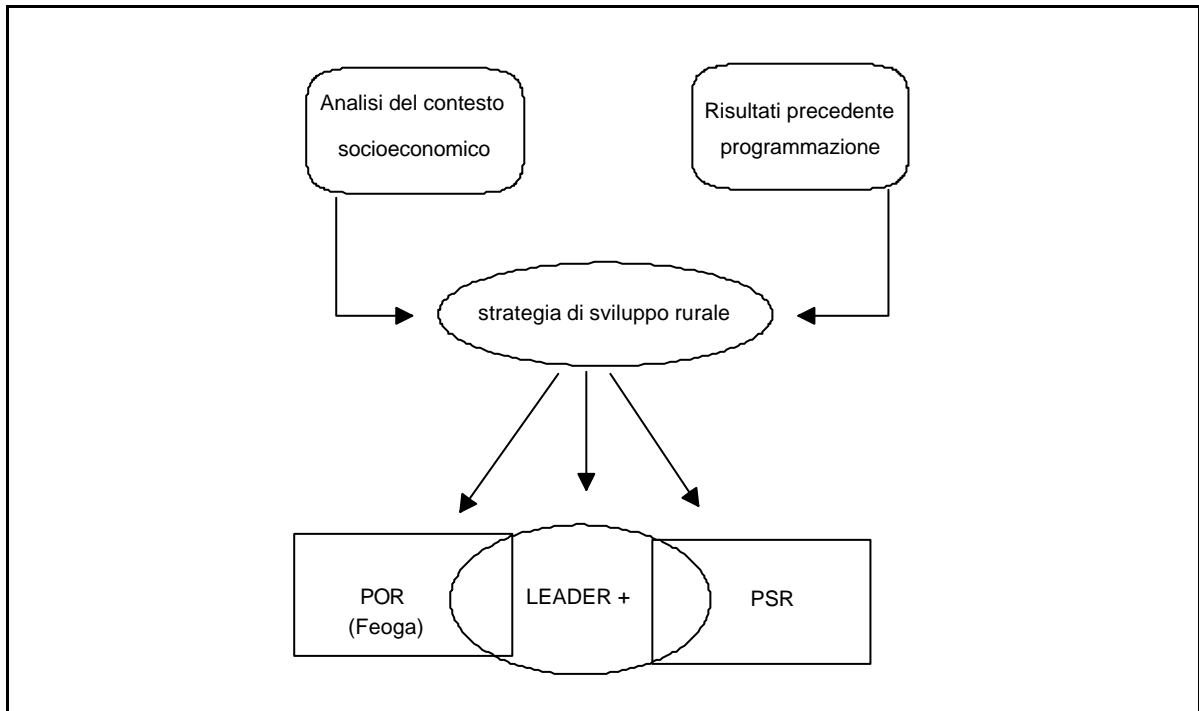 Analisi del contesto
socioeconomico
Risultati precedente
programmazione
strategia di sviluppo rurale
POR
(Feoga)
LEADER +
PSR